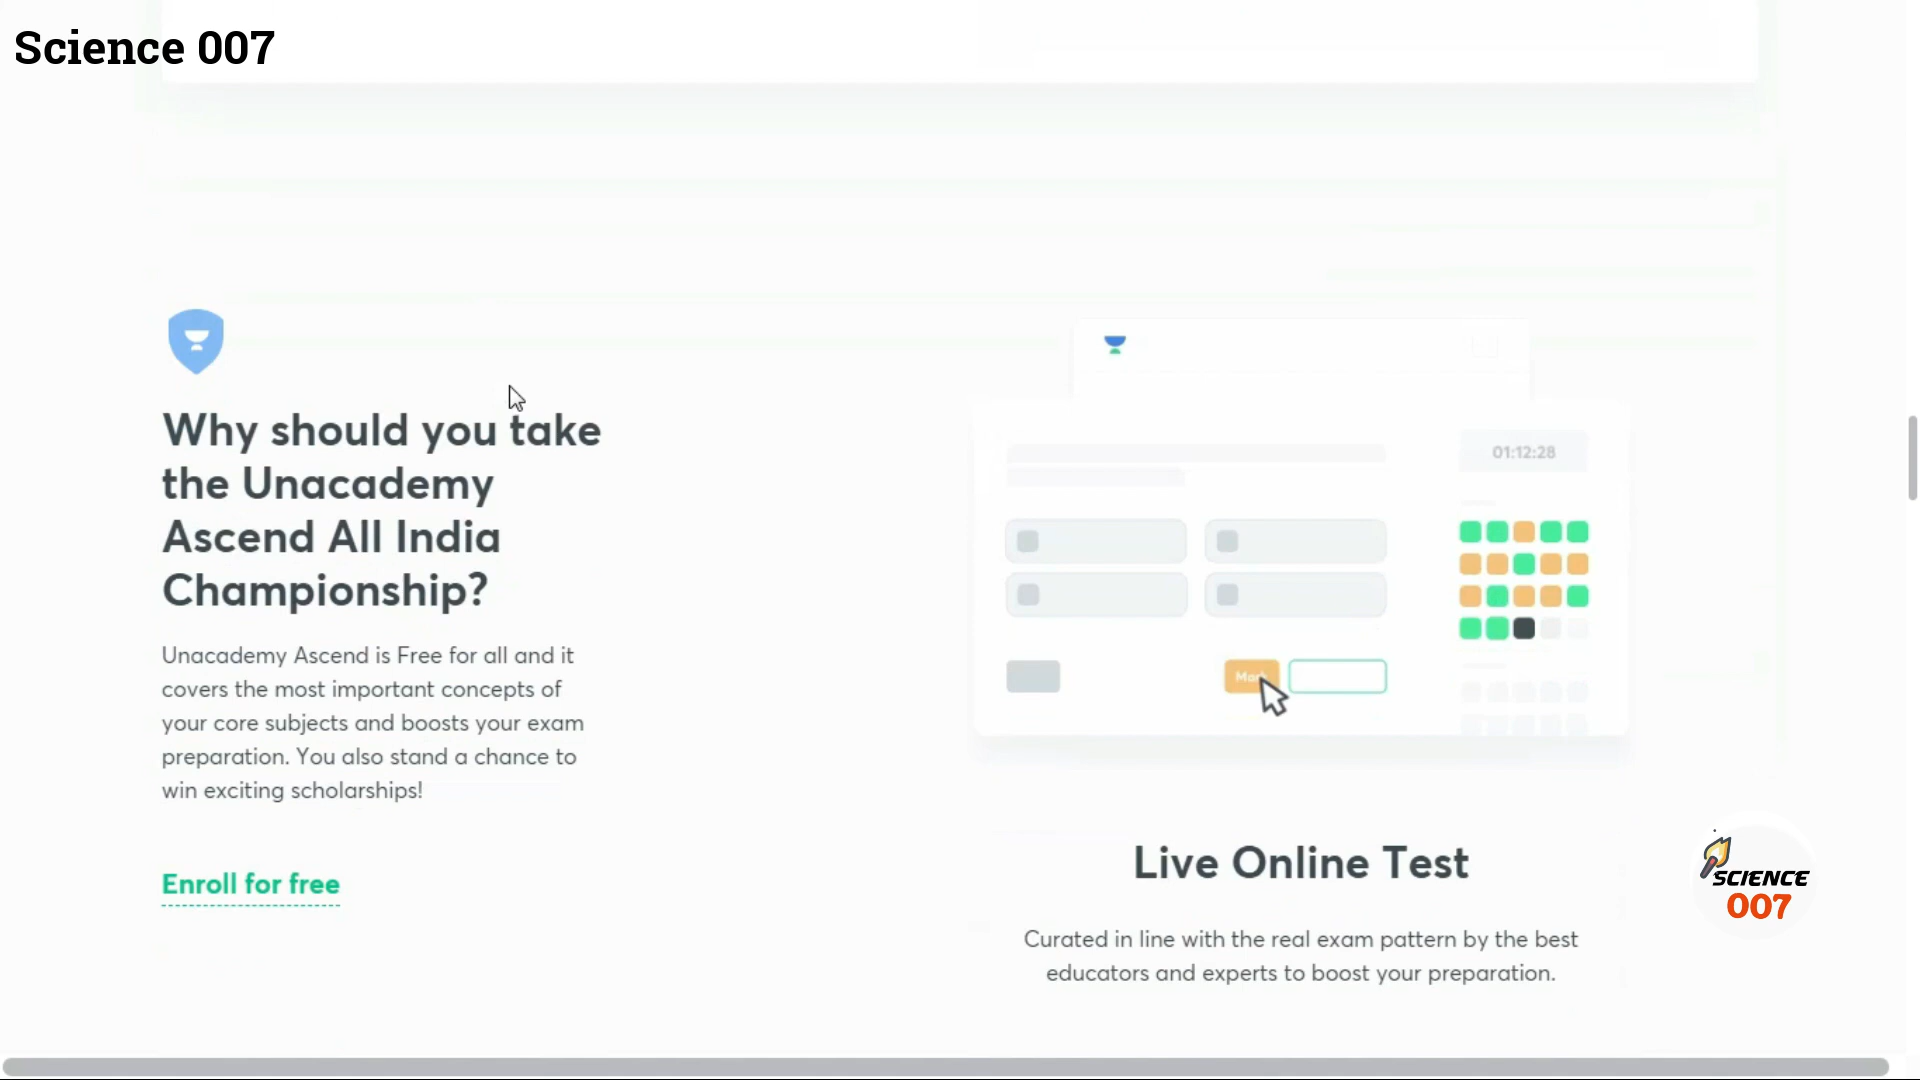 Science 007
Why should you take
the Unacademy
Ascend All India
Championship?
Unacademy Ascend is Free for all and it
covers the most important concepts of
your core subjects and boosts your exam
preparation. You also stand a chance to
win exciting scholarships!
Enroll for free
01:12:28
Live Online Test
Curated in line with the real exam pattern by the best
educators and experts to boost your preparation.
SCIENCE
007